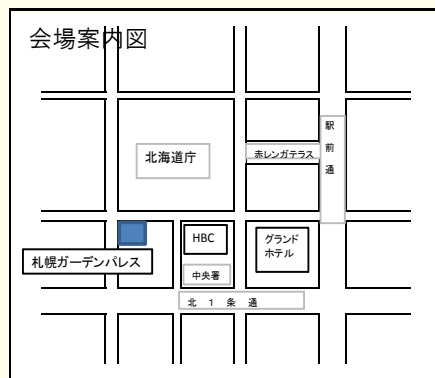 会場案内図
駅前通
北海道庁
赤レンガテラス
HBC
グランド
ホテル
札幌ガーデンパレス
中央署
北1条通